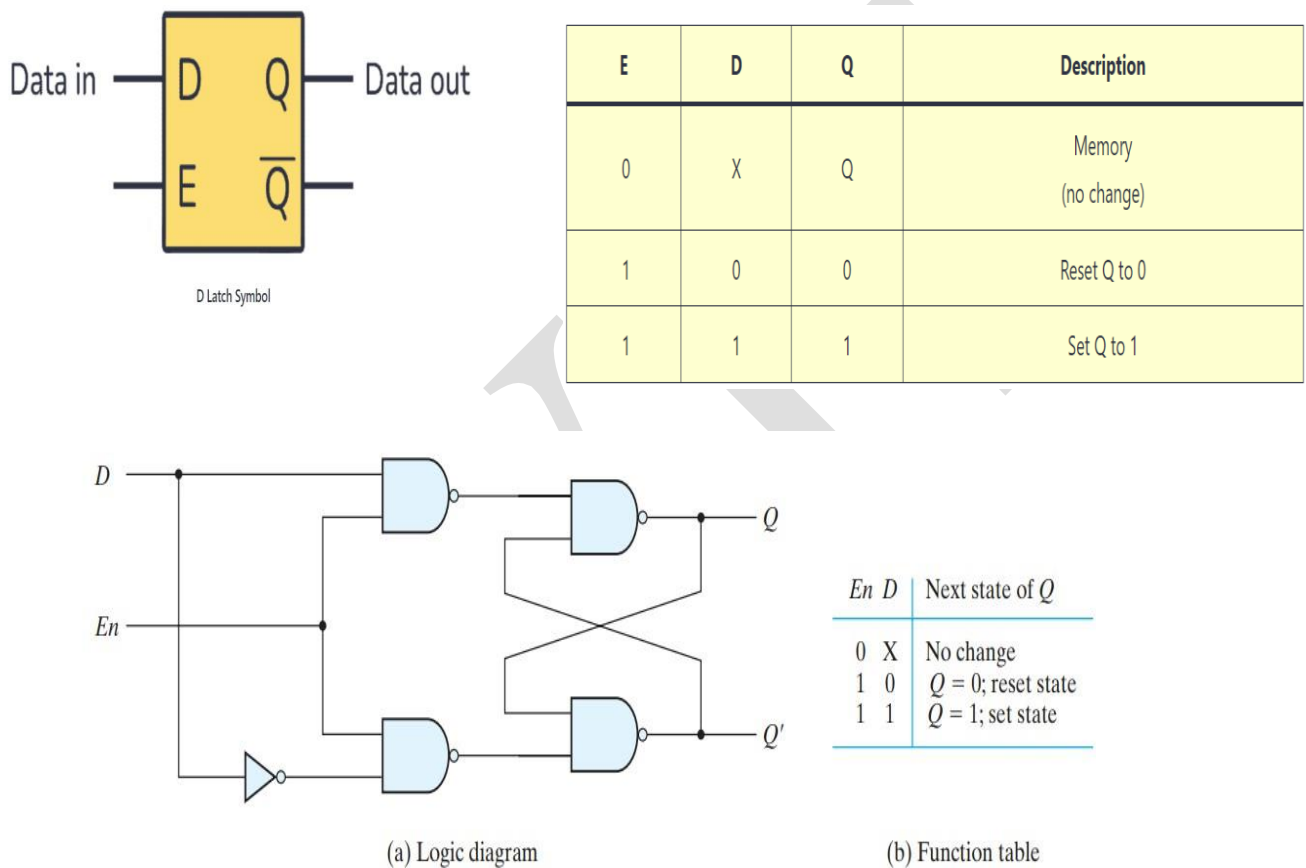 Data in D Q Data out
E Q̅
D Latch Symbol
E D Q Description
0 X Q Memory
(no change)
1 0 0 Reset Q to 0
1 1 1 Set Q to 1
D
Q
En
Q′
(a) Logic diagram
En D Next state of Q
0 X No change
1 0 Q = 0; reset state
1 1 Q = 1; set state
(b) Function table